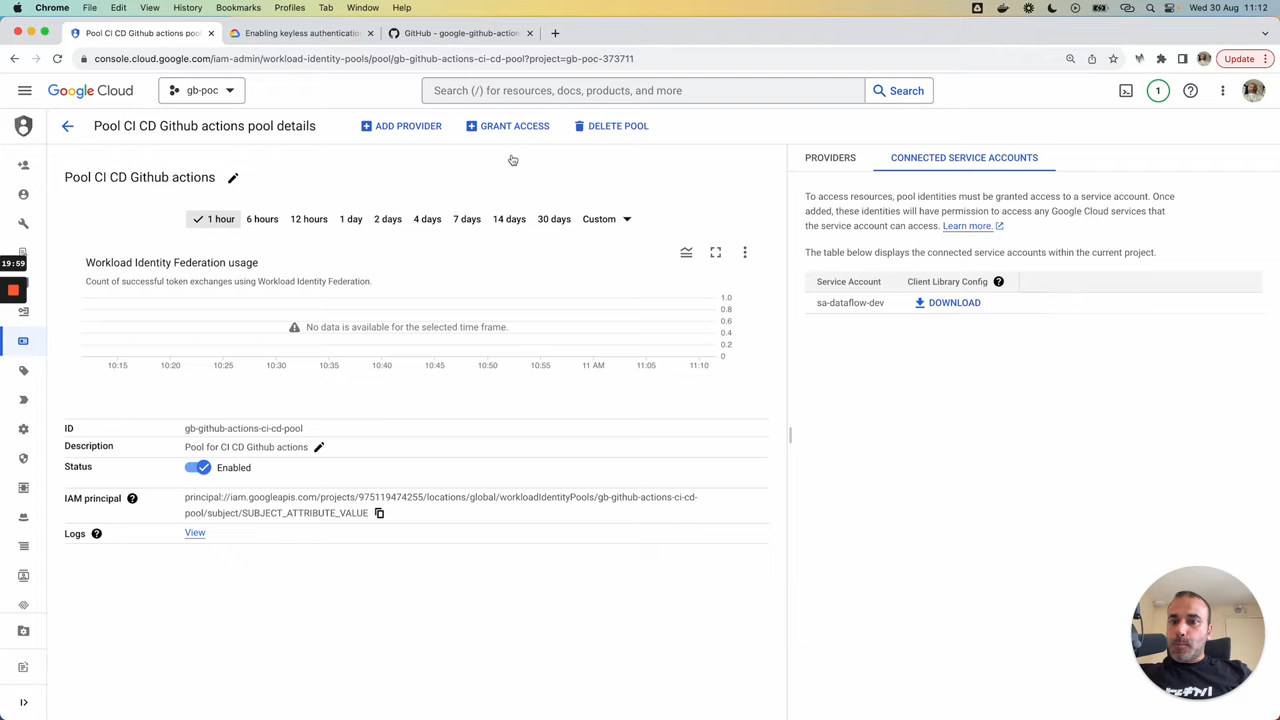 Chrome File Edit View History Bookmarks Profiles Tab Window Help Wed 30 Aug 11:12
Pool CI CD Github actions pool Enabling keyless authenticatio GitHub - google-github-action
console.cloud.google.com/iam-admin/workload-identity-pools/pool/gb-github-actions-ci-cd-pool?project=gb-poc-373711 Update
Google Cloud gb-poc Search (/) for resources, docs, products, and more Search 1
Pool CI CD Github actions pool details ADD PROVIDER GRANT ACCESS DELETE POOL
Pool CI CD Github actions
1 hour 6 hours 12 hours 1 day 2 days 4 days 7 days 14 days 30 days Custom
Workload Identity Federation usage
Count of successful token exchanges using Workload Identity Federation.
1.0
0.8
0.6
0.4
0.2
0
No data is available for the selected time frame.
10:15 10:20 10:25 10:30 10:35 10:40 10:45 10:50 10:55 11 AM 11:05 11:10
ID gb-github-actions-ci-cd-pool
Description Pool for CI CD Github actions
Status Enabled
IAM principal principal://iam.googleapis.com/projects/975119474255/locations/global/workloadIdentityPools/gb-github-actions-ci-cd-
pool/subject/SUBJECT_ATTRIBUTE_VALUE
Logs View
PROVIDERS CONNECTED SERVICE ACCOUNTS
To access resources, pool identities must be granted access to a service account. Once
added, these identities will have permission to access any Google Cloud services that
the service account can access. Learn more.
The table below displays the connected service accounts within the current project.
Service Account Client Library Config
sa-dataflow-dev DOWNLOAD
19:59